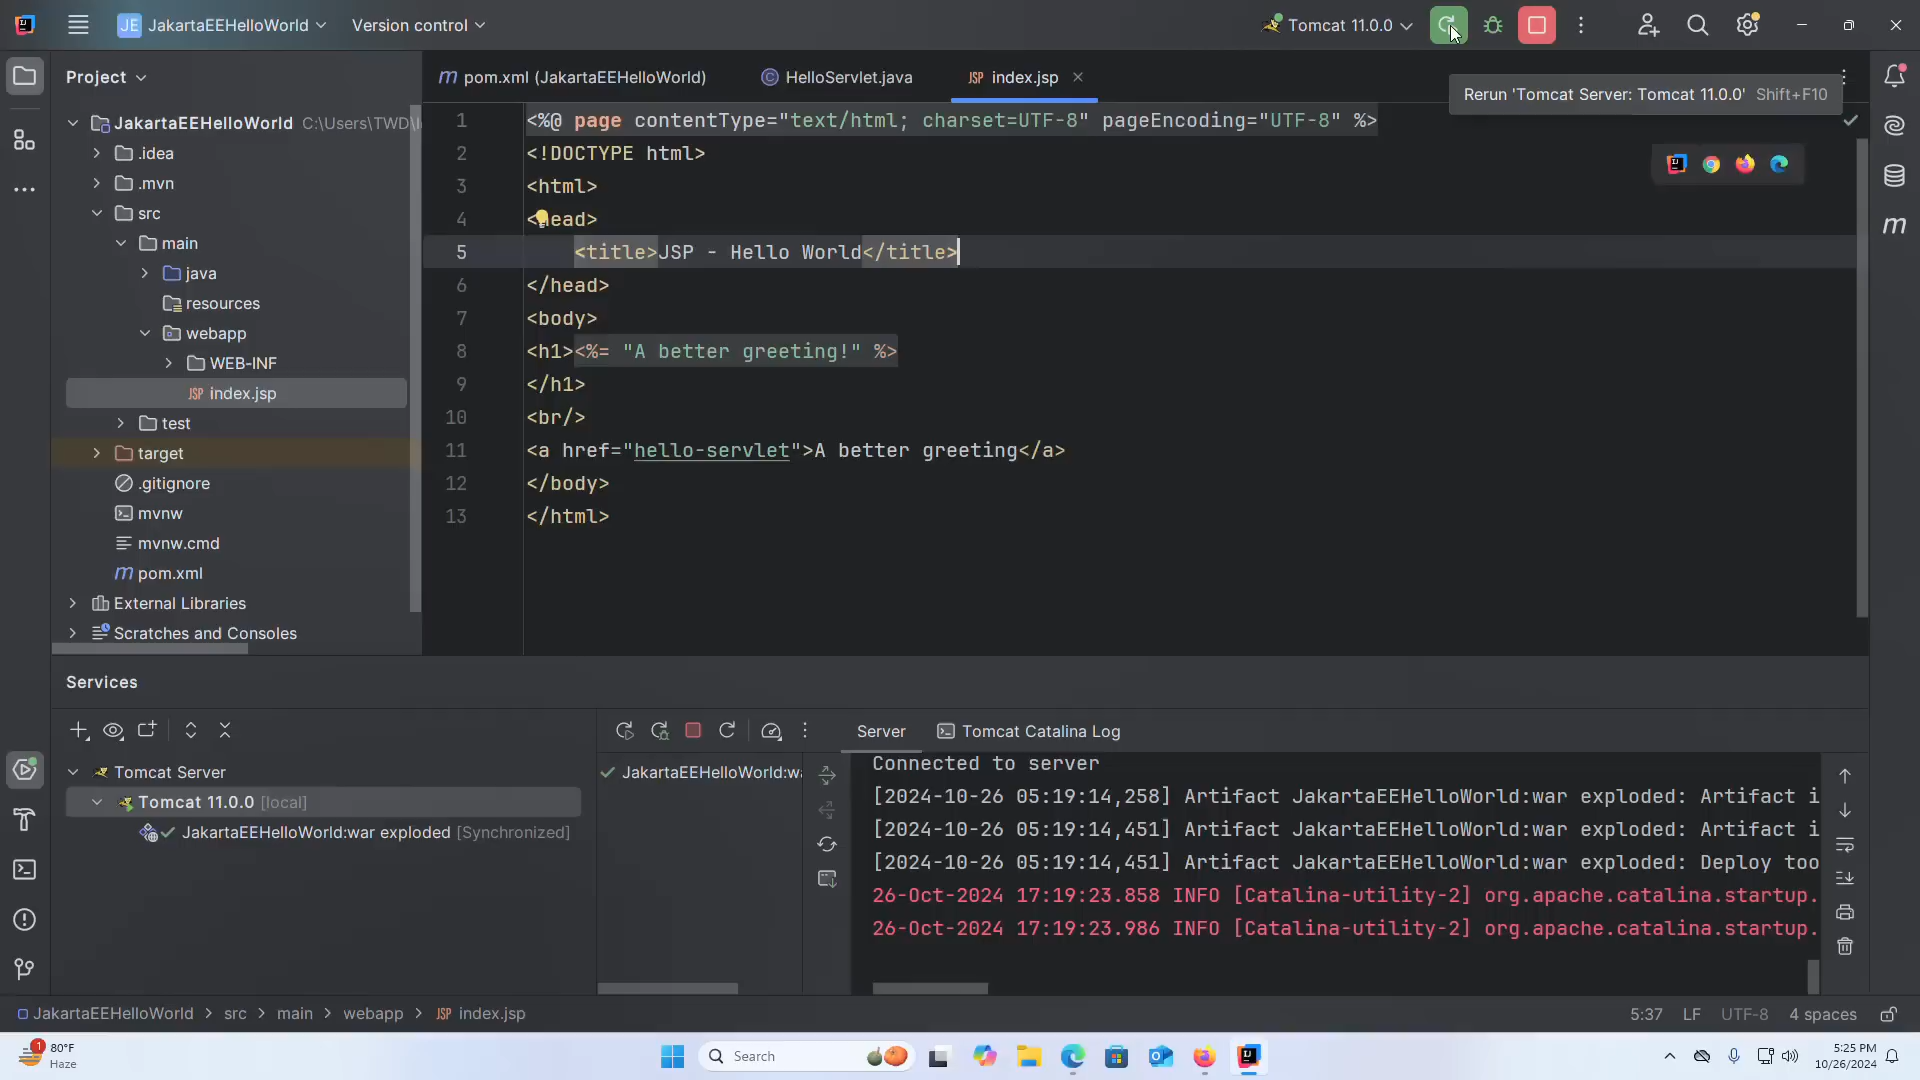 JE JakartaEEHelloWorld Version control Tomcat 11.0.0
Project
pom.xml (JakartaEEHelloWorld) HelloServlet.java JSP index.jsp
Rerun 'Tomcat Server: Tomcat 11.0.0' Shift+F10
JakartaEEHelloWorld C:\Users\TWD\I
.idea
.mvn
src
main
java
resources
webapp
WEB-INF
JSP index.jsp
test
target
.gitignore
mvnw
mvnw.cmd
pom.xml
External Libraries
Scratches and Consoles
1 <%@ page contentType="text/html; charset=UTF-8" pageEncoding="UTF-8" %>
2 <!DOCTYPE html>
3 <html>
4 <head>
5 <title>JSP - Hello World</title>
6 </head>
7 <body>
8 <h1><%= "A better greeting!" %>
9 </h1>
10 <br/>
11 <a href="hello-servlet">A better greeting</a>
12 </body>
13 </html>
Services
Server Tomcat Catalina Log
Tomcat Server
Tomcat 11.0.0 [local]
JakartaEEHelloWorld:war exploded [Synchronized]
JakartaEEHelloWorld:wa
Connected to server
[2024-10-26 05:19:14,258] Artifact JakartaEEHelloWorld:war exploded: Artifact i
[2024-10-26 05:19:14,451] Artifact JakartaEEHelloWorld:war exploded: Artifact i
[2024-10-26 05:19:14,451] Artifact JakartaEEHelloWorld:war exploded: Deploy too
26-Oct-2024 17:19:23.858 INFO [Catalina-utility-2] org.apache.catalina.startup.
26-Oct-2024 17:19:23.986 INFO [Catalina-utility-2] org.apache.catalina.startup.
JakartaEEHelloWorld > src > main > webapp > JSP index.jsp 5:37 LF UTF-8 4 spaces
1 80°F
Haze
Search
5:25 PM
10/26/2024